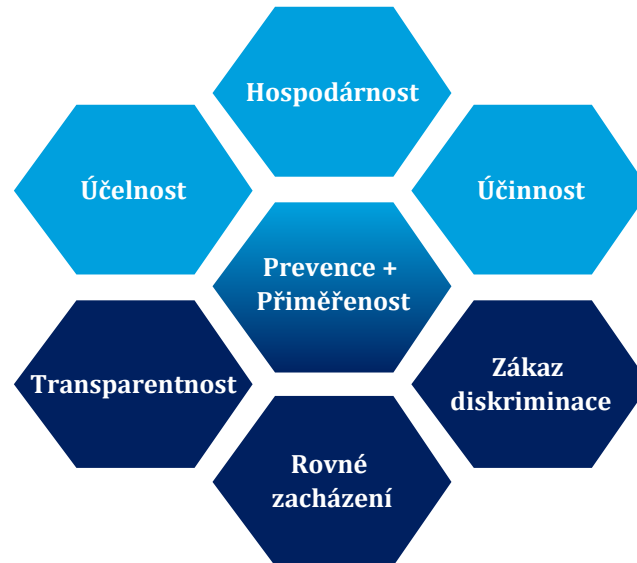 Hospodárnost
Účelnost
Účinnost
Prevence +
Přiměřenost
Transparentnost
Zákaz
diskriminace
Rovné
zacházení